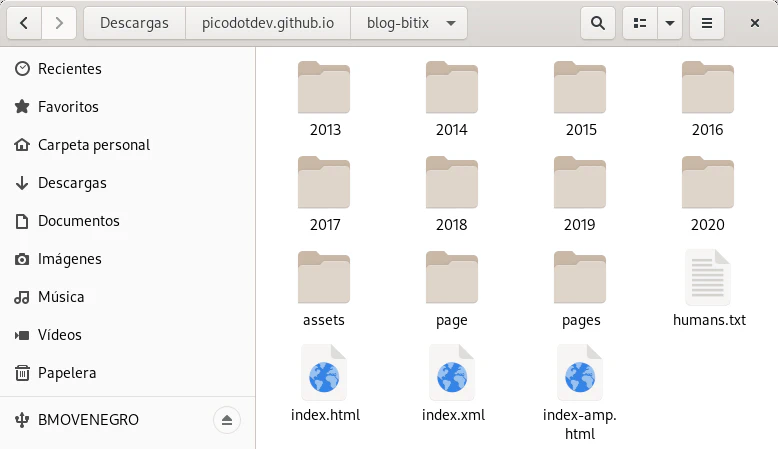 Descargas picodotdev.github.io blog-bitix
Recientes
Favoritos
Carpeta personal
Descargas
Documentos
Imágenes
Música
Vídeos
Papelera
BMOVENEGRO
2013 2014 2015 2016
2017 2018 2019 2020
assets page pages humans.txt
index.html index.xml index-amp.
html